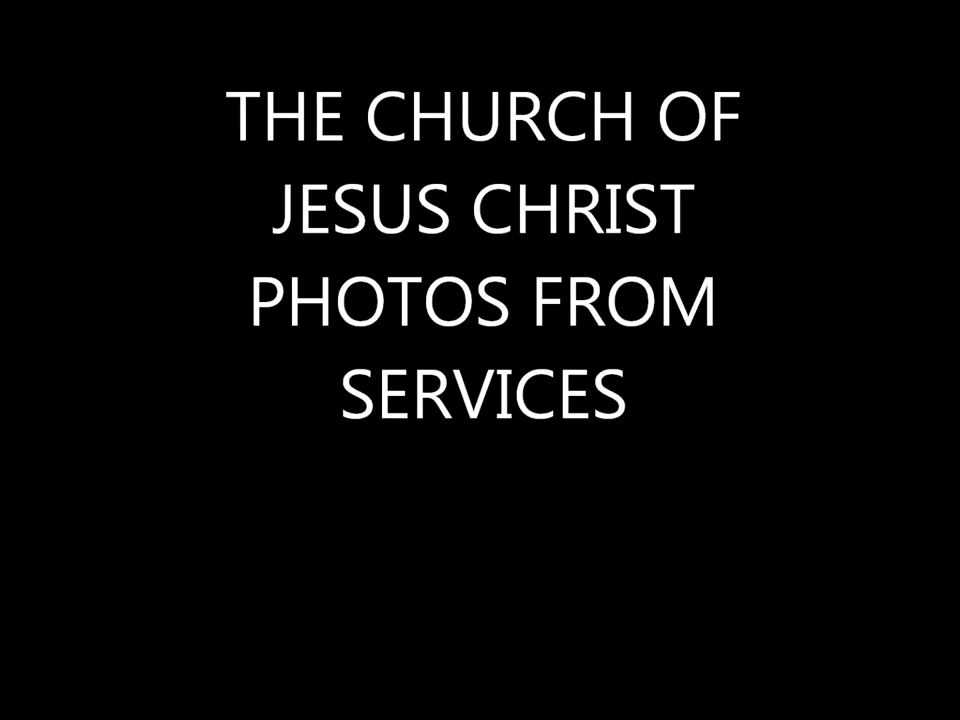 THE CHURCH OF
JESUS CHRIST
PHOTOS FROM
SERVICES